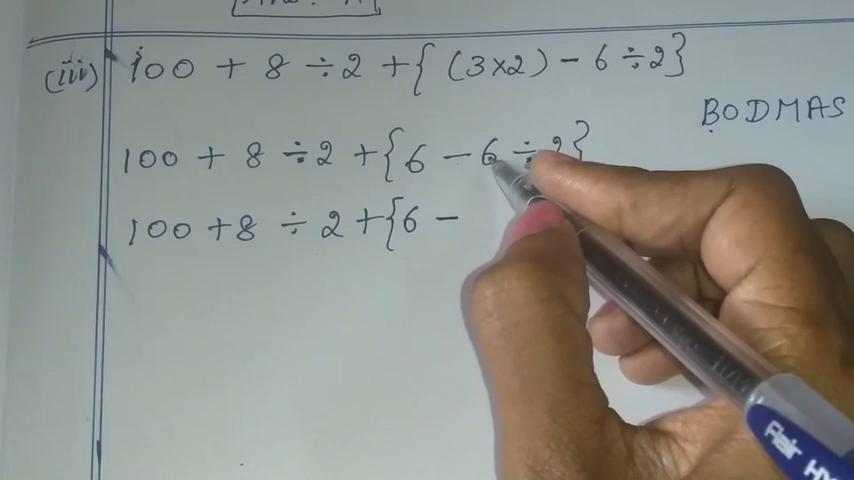 (iii) 100 + 8 ÷ 2 + { (3×2) - 6 ÷ 2 }
BODMAS
100 + 8 ÷ 2 + { 6 - 6 ÷ 2 }
100 + 8 ÷ 2 + { 6 -
Flair